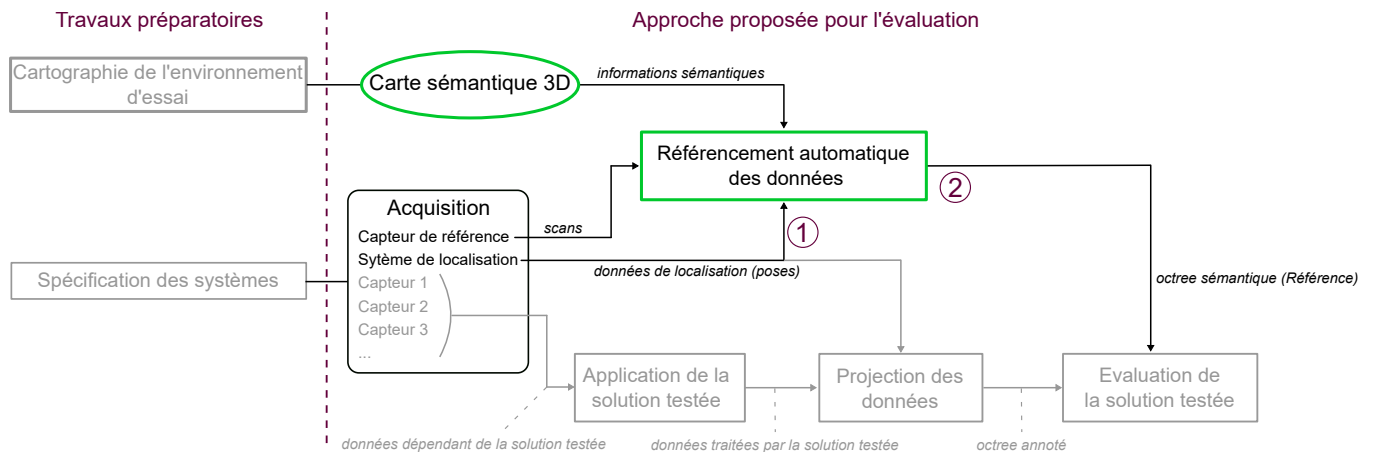 Travaux préparatoires
Approche proposée pour l'évaluation
Cartographie de l'environnement
d'essai
Carte sémantique 3D
informations sémantiques
Référencement automatique
des données
②
①
Acquisition
Capteur de référence
scans
Sytème de localisation
données de localisation (poses)
Spécification des systèmes
Capteur 1
Capteur 2
Capteur 3
...
octree sémantique (Référence)
Application de la
solution testée
Projection des
données
Evaluation de
la solution testée
données dépendant de la solution testée
données traitées par la solution testée
octree annoté